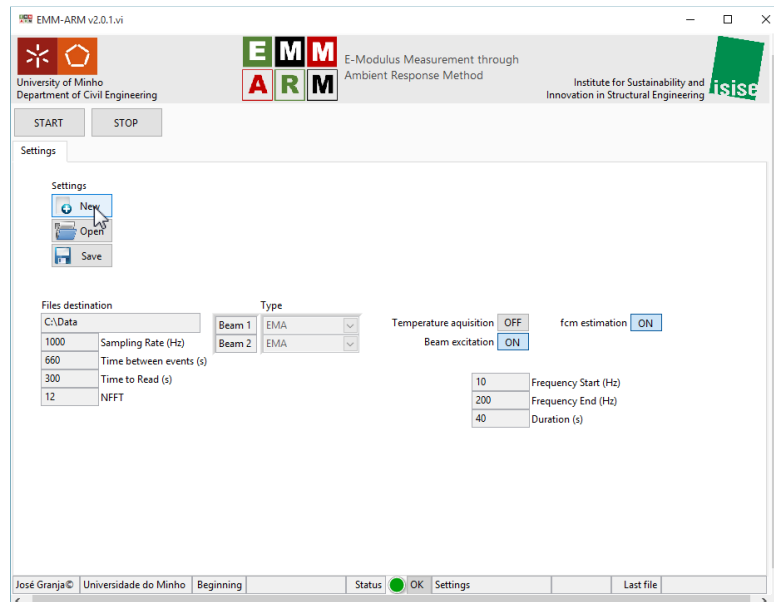 EMM-ARM v2.0.1.vi
University of Minho
Department of Civil Engineering
EMM
ARM
E-Modulus Measurement through
Ambient Response Method
Institute for Sustainability and
Innovation in Structural Engineering
isise
START STOP
Settings
Settings
New
Open
Save
Files destination
C:\Data
1000 Sampling Rate (Hz)
660 Time between events (s)
300 Time to Read (s)
12 NFFT
Type
Beam 1 EMA
Beam 2 EMA
Temperature aquisition OFF
Beam excitation ON
fcm estimation ON
10 Frequency Start (Hz)
200 Frequency End (Hz)
40 Duration (s)
José Granja© Universidade do Minho Beginning Status OK Settings Last file